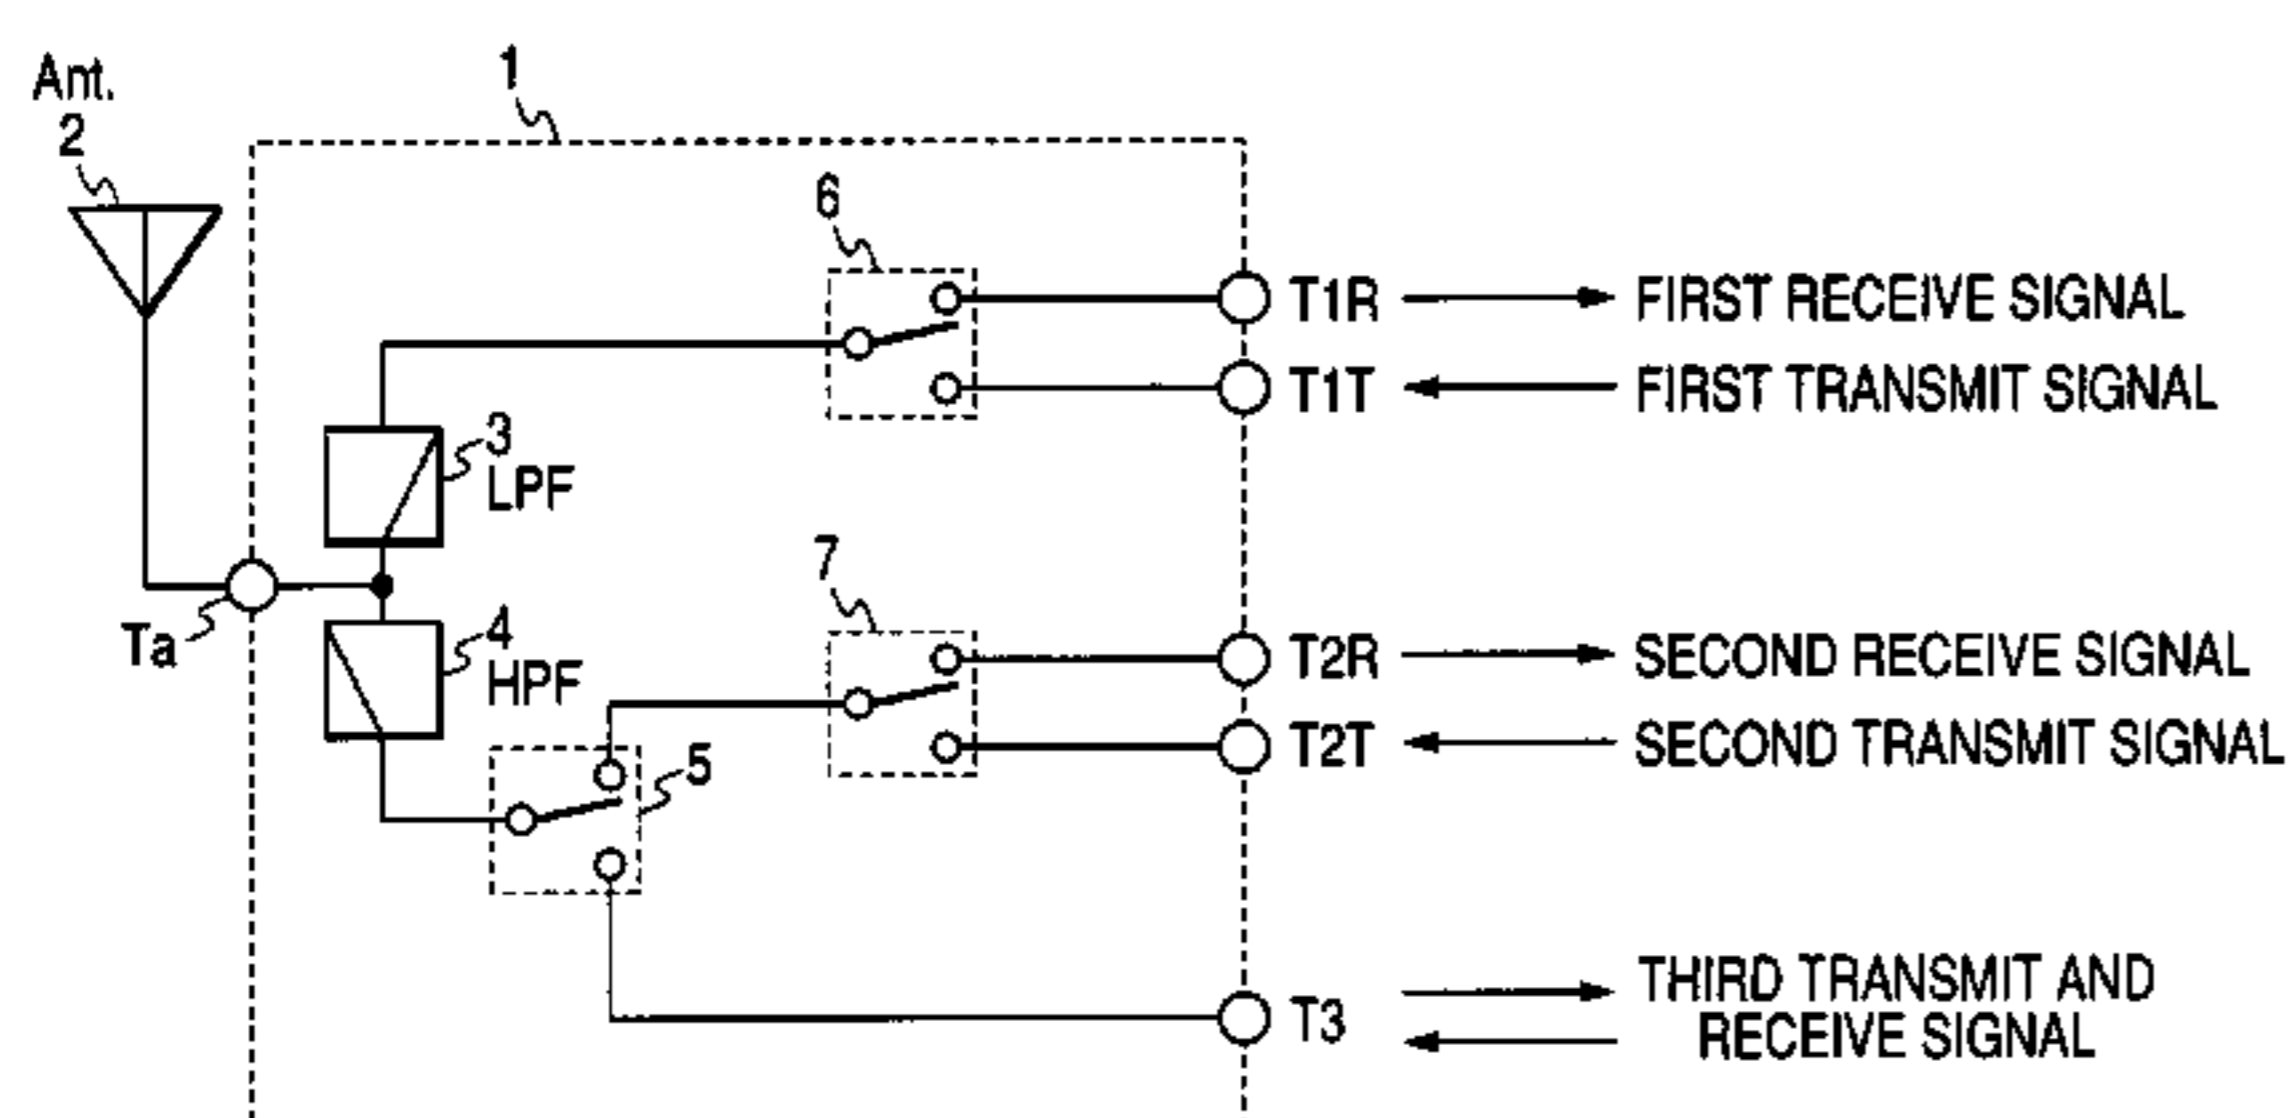 Ant.
2
1
6
T1R
FIRST RECEIVE SIGNAL
T1T
FIRST TRANSMIT SIGNAL
3
LPF
7
Ta
4
HPF
T2R
SECOND RECEIVE SIGNAL
T2T
SECOND TRANSMIT SIGNAL
5
T3
THIRD TRANSMIT AND
RECEIVE SIGNAL